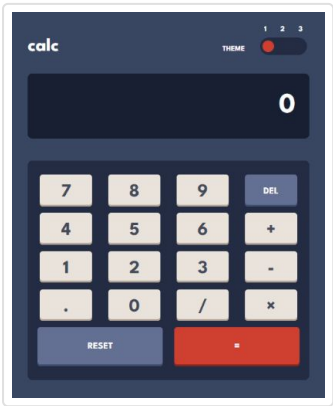 1 2 3
calc THEME
0
7 8 9 DEL
4 5 6 +
1 2 3 -
. 0 / ×
RESET =